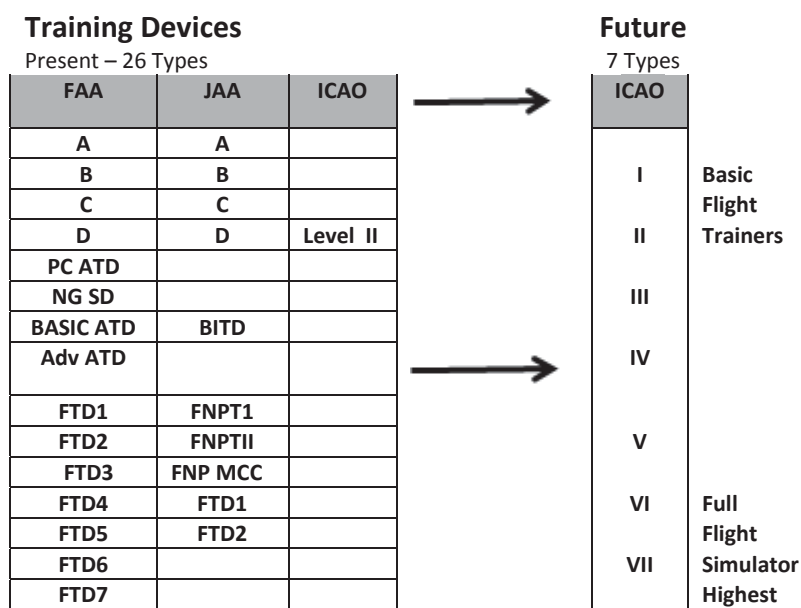 Training Devices Future
Present – 26 Types 7 Types
FAA JAA ICAO ICAO
A A
B B I Basic
C C Flight
D D Level II II Trainers
PC ATD
NG SD III
BASIC ATD BITD
Adv ATD IV
FTD1 FNPT1
FTD2 FNPTII V
FTD3 FNP MCC
FTD4 FTD1 VI Full
FTD5 FTD2 Flight
FTD6 VII Simulator
FTD7 Highest